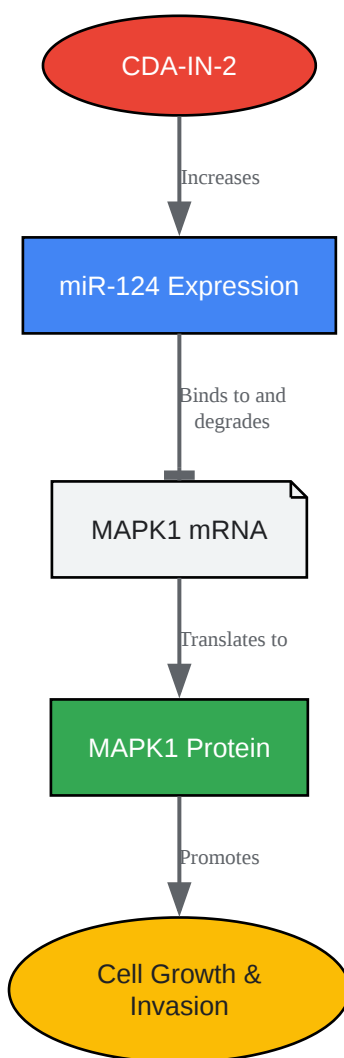 CDA-IN-2
Increases
miR-124 Expression
Binds to and
degrades
MAPK1 mRNA
Translates to
MAPK1 Protein
Promotes
Cell Growth &
Invasion